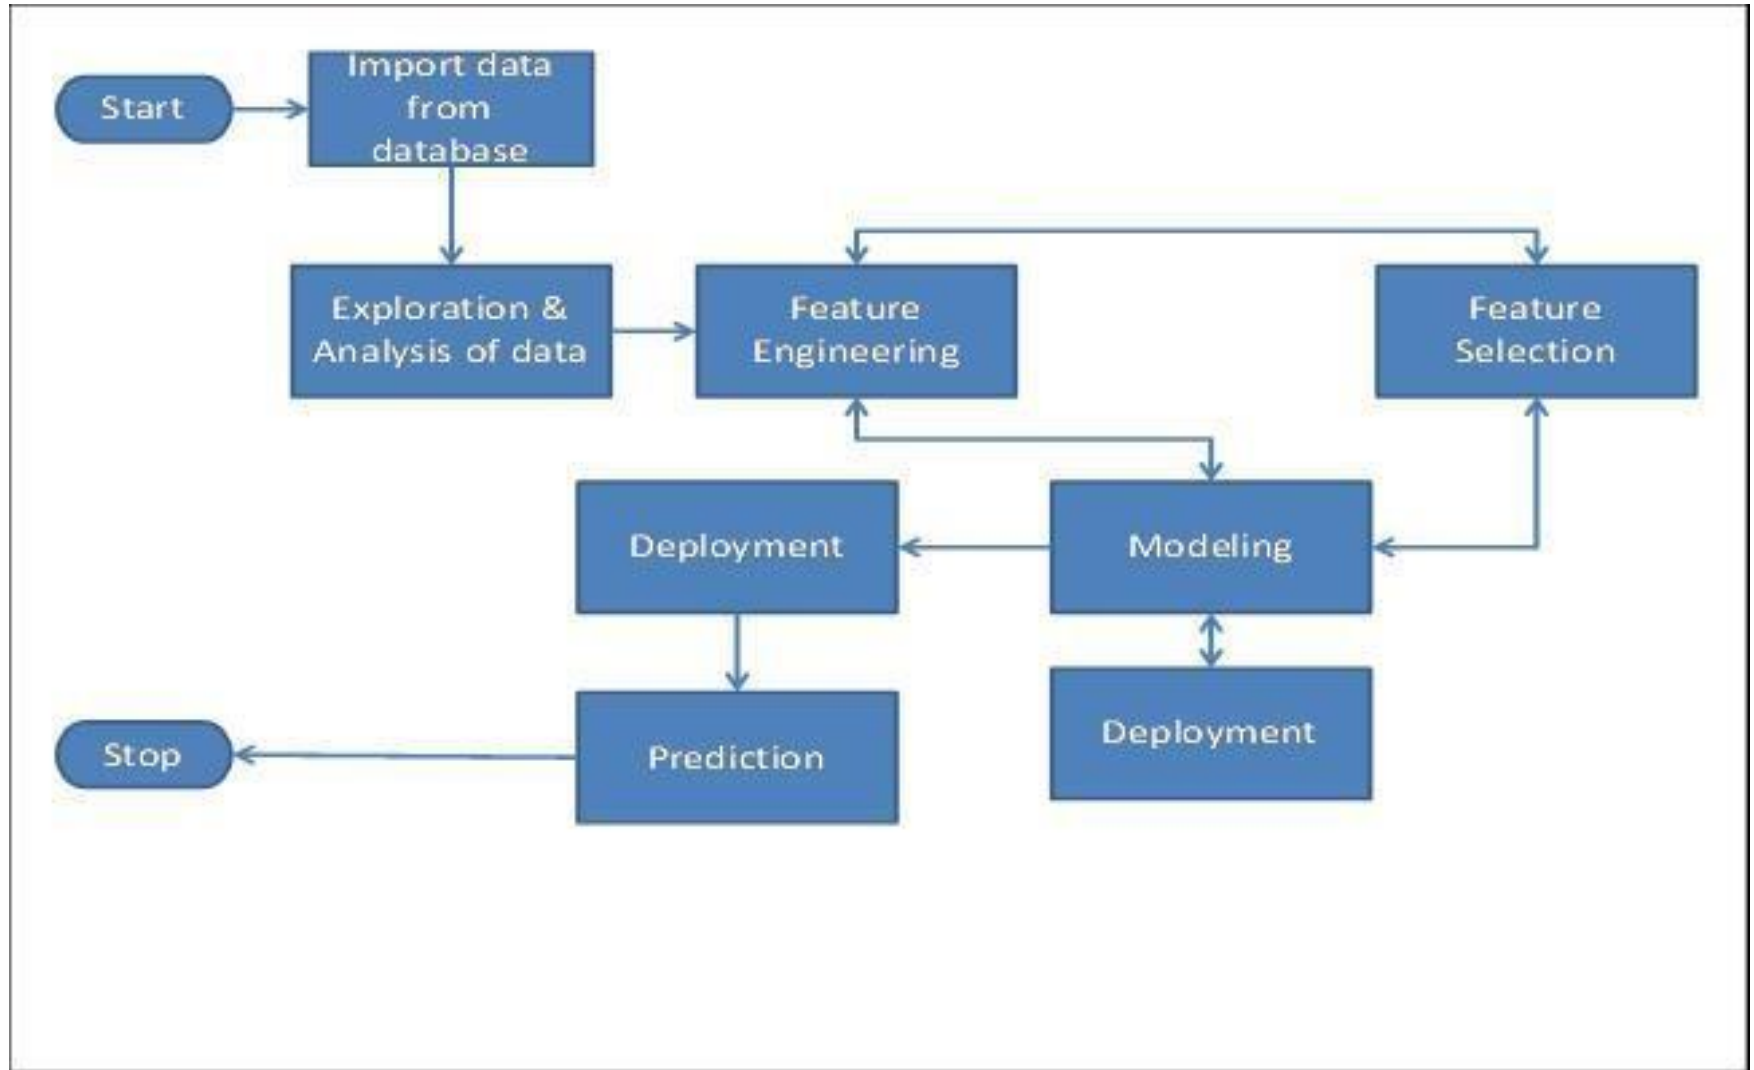 Start
Import data
from
database
Exploration &
Analysis of data
Feature
Engineering
Feature
Selection
Deployment
Modeling
Deployment
Prediction
Stop